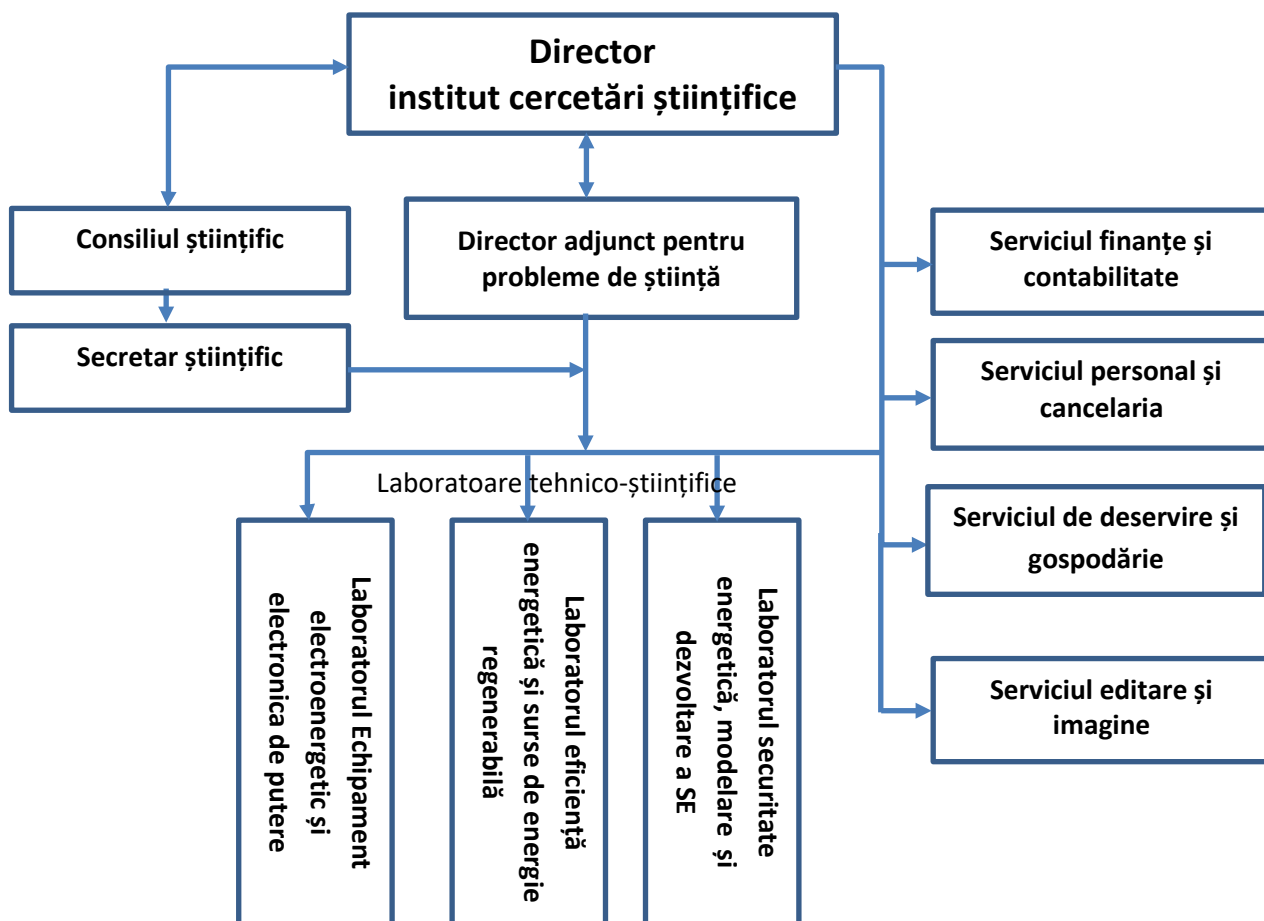 Director
institut cercetări științifice
Consiliul științific
Director adjunct pentru
probleme de știință
Serviciul finanțe și
contabilitate
Secretar științific
Serviciul personal și
cancelaria
Laboratoare tehnico-științifice
Serviciul de deservire și
gospodărie
Serviciul editare și
imagine
Laboratorul Echipament
electroenergetic și
electronica de putere
Laboratorul eficiență
energetică și surse de energie
regenerabilă
Laboratorul securitate
energetică, modelare și
dezvoltare a SE